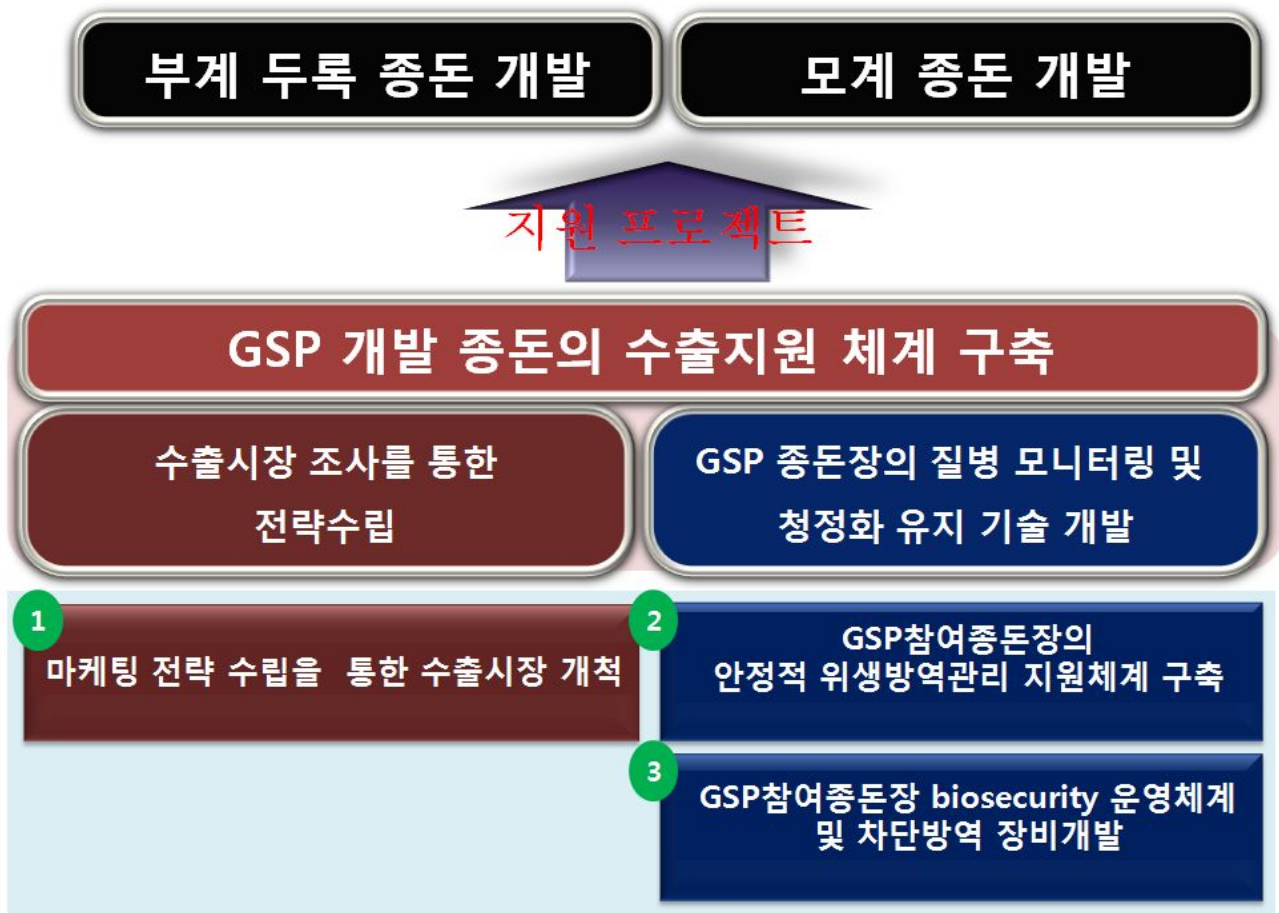 부계 두록 종돈 개발
모계 종돈 개발
지원 프로젝트
GSP 개발 종돈의 수출지원 체계 구축
수출시장 조사를 통한
전략수립
GSP 종돈장의 질병 모니터링 및
청정화 유지 기술 개발
1
마케팅 전략 수립을 통한 수출시장 개척
2
GSP참여종돈장의
안정적 위생방역관리 지원체계 구축
3
GSP참여종돈장 biosecurity 운영체계
및 차단방역 장비개발